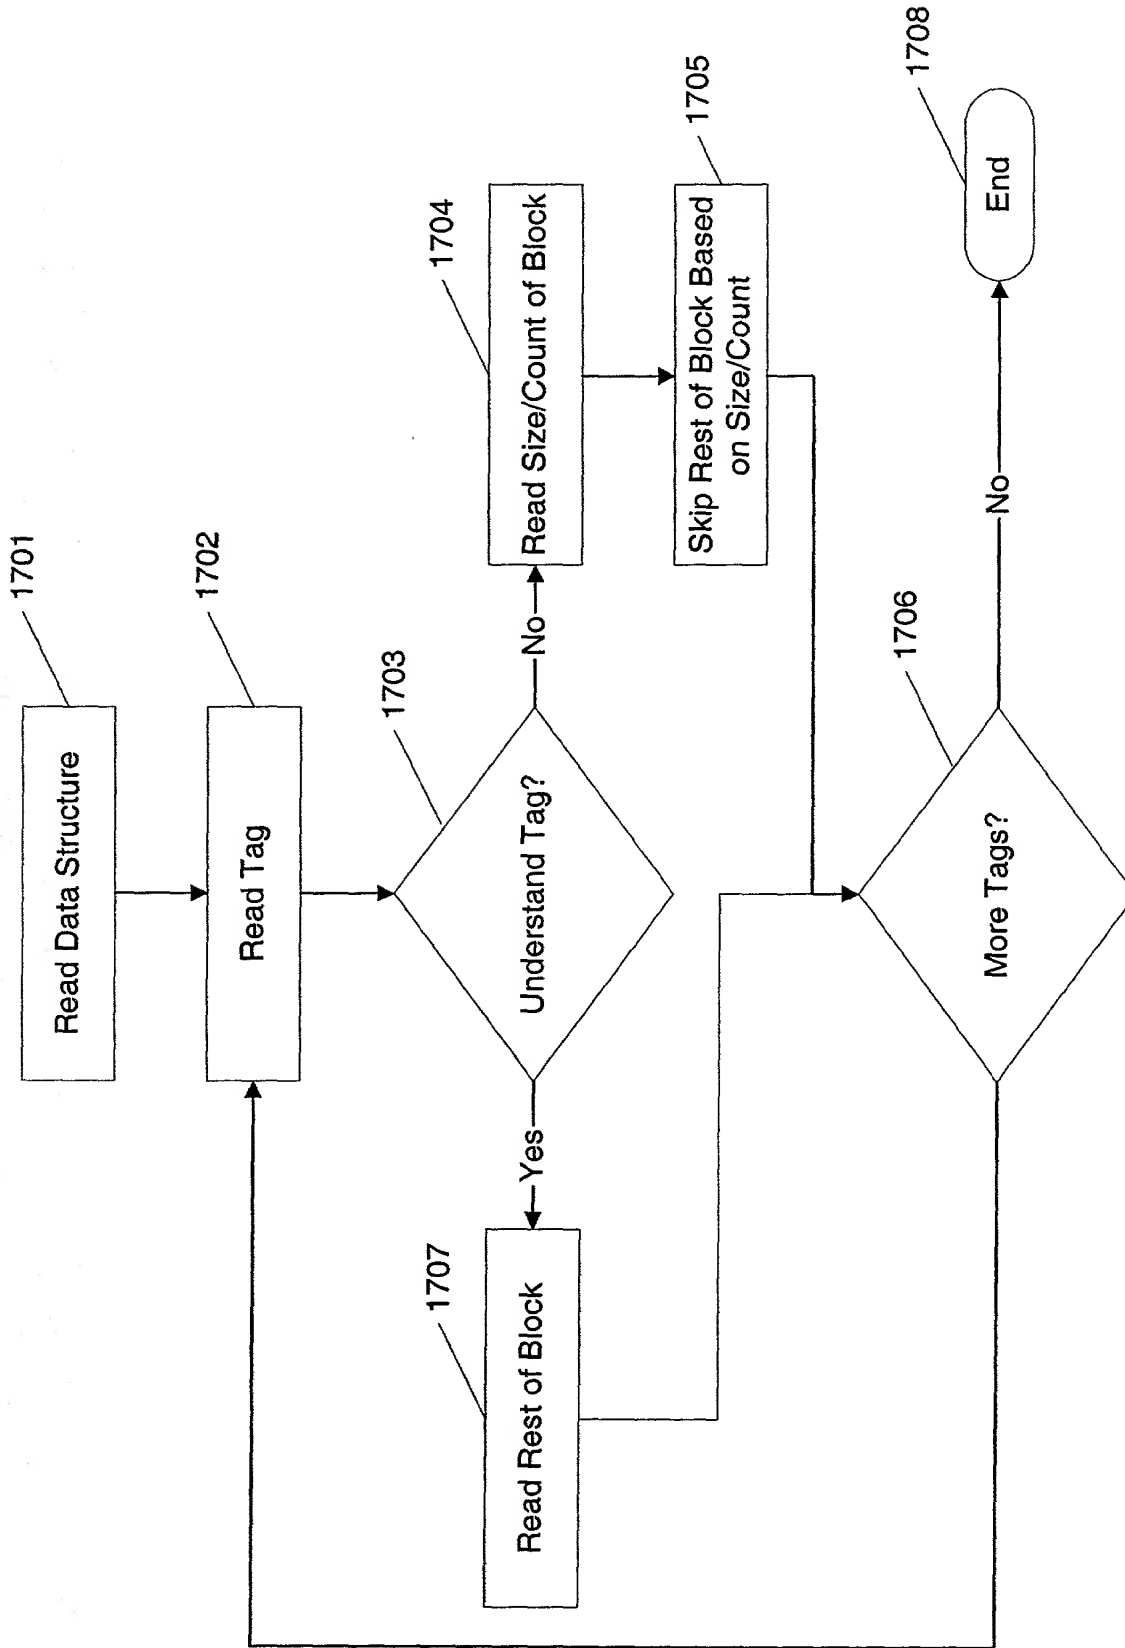 1701
Read Data Structure
1702
Read Tag
1703
Understand Tag?
No
Yes
1704
Read Size/Count of Block
1705
Skip Rest of Block Based
on Size/Count
1707
Read Rest of Block
1706
More Tags?
No
1708
End